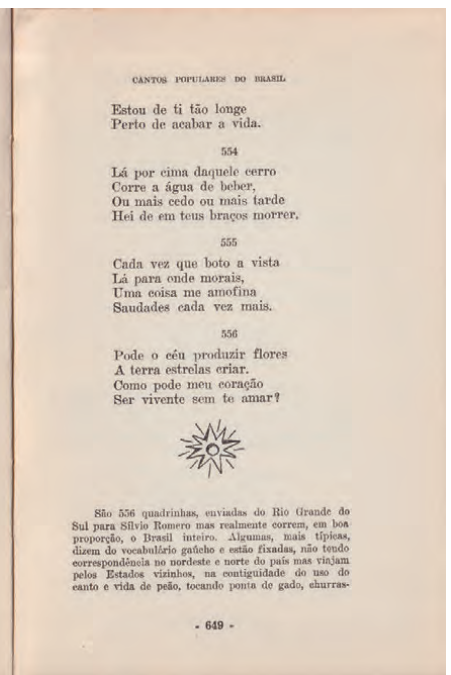 CANTOS POPULARES DO BRASIL
Estou de ti tão longe
Perto de acabar a vida.
554
Lá por cima daquele cerro
Corre a água de beber,
Ou mais cedo ou mais tarde
Hei de em teus braços morrer.
555
Cada vez que boto a vista
Lá para onde morais,
Uma coisa me amofina
Saudades cada vez mais.
556
Pode o céu produzir flores
A terra estrelas criar.
Como pode meu coração
Ser vivente sem te amar?
São 556 quadrinhas, enviadas do Rio Grande do
Sul para Sílvio Romero mas realmente correm, em boa
proporção, o Brasil inteiro. Algumas, mais típicas,
dizem do vocabulário gaúcho e estão fixadas, não tendo
correspondência no nordeste e norte do país mas viajam
pelos Estados vizinhos, na contiguidade do uso do
canto e vida de peão, tocando ponta de gado, churras-
- 649 -